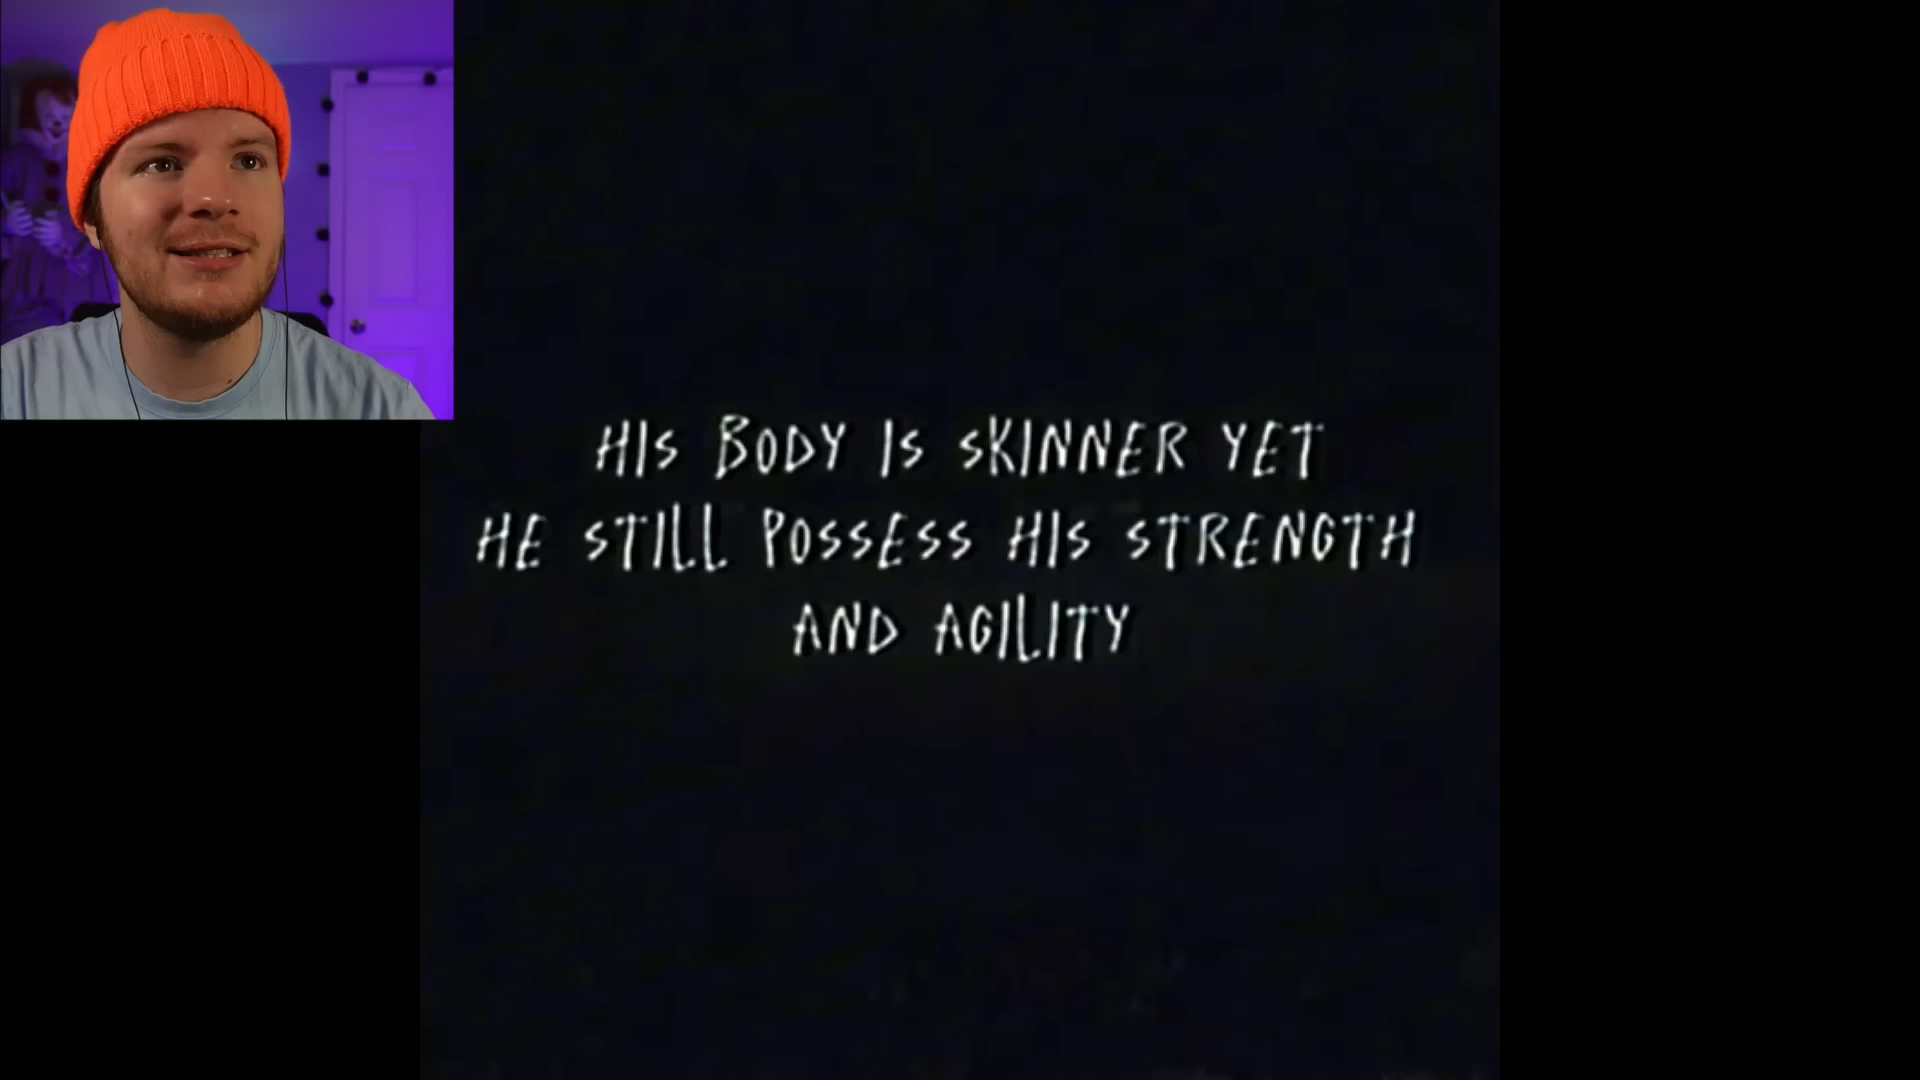 HIS BODY IS SKINNER YET
HE STILL POSSESS HIS STRENGTH
AND AGILITY